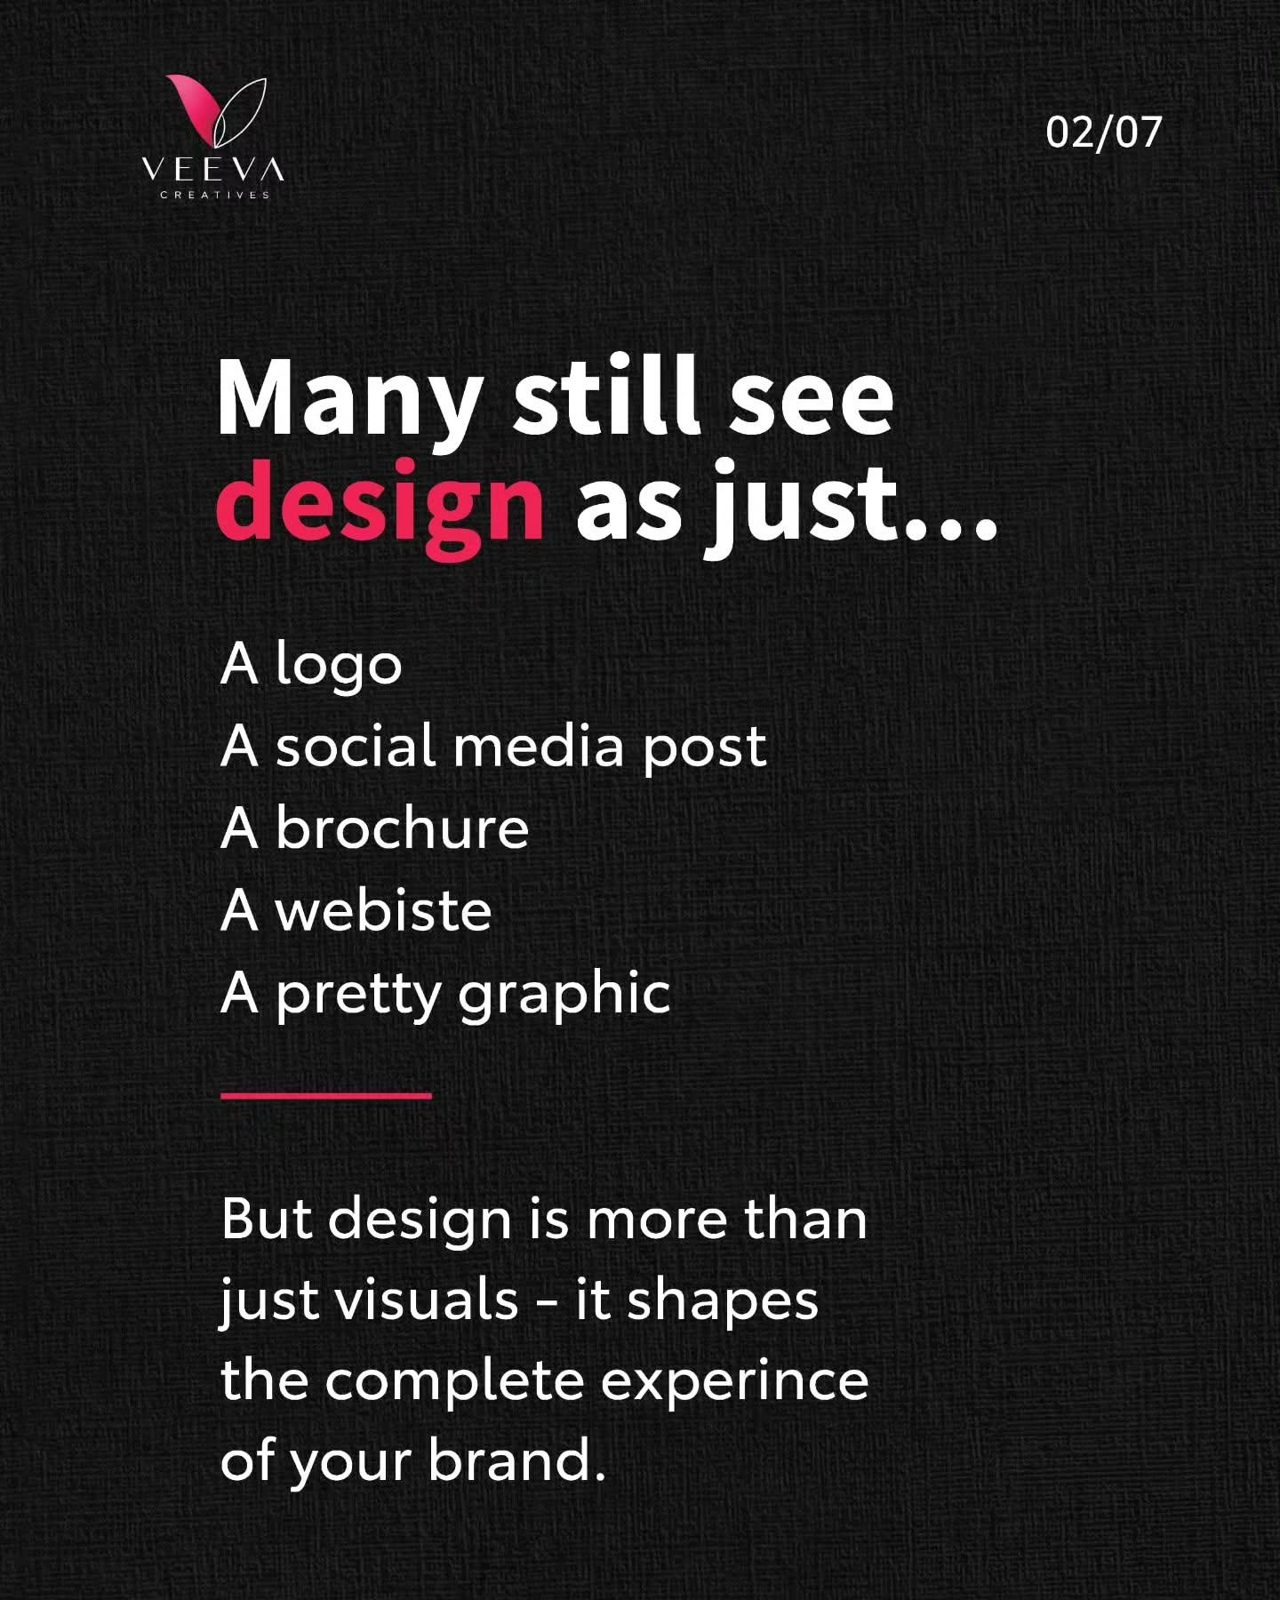 VEEVA
CREATIVES
02/07
Many still see
design as just...
A logo
A social media post
A brochure
A webiste
A pretty graphic
But design is more than
just visuals - it shapes
the complete experince
of your brand.